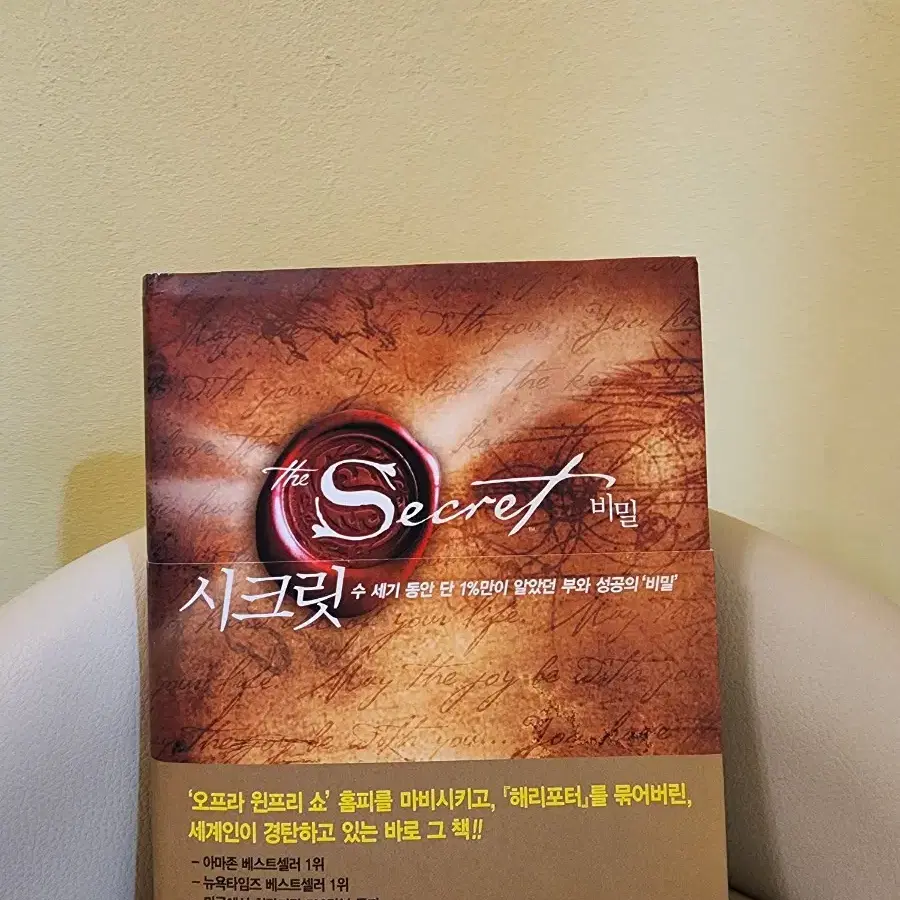 the Secret 비밀
시크릿 수 세기 동안 단 1%만이 알았던 부와 성공의 '비밀'
'오프라 윈프리 쇼' 홈피를 마비시키고, 『해리포터』를 묶어버린,
세계인이 경탄하고 있는 바로 그 책!!
- 아마존 베스트셀러 1위
- 뉴욕타임즈 베스트셀러 1위